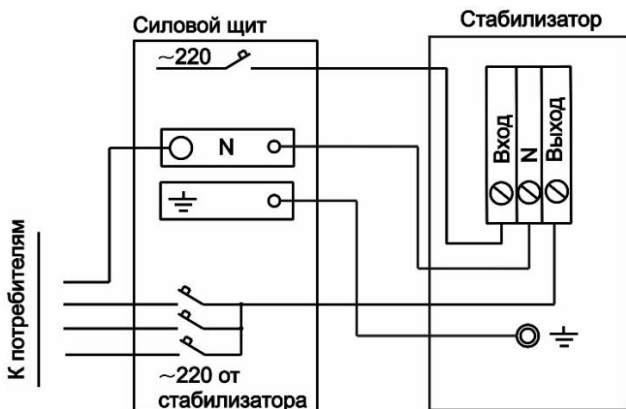 Силовой щит
Стабилизатор
~220
Вход
N
Выход
N
К потребителям
~220 от
стабилизатора